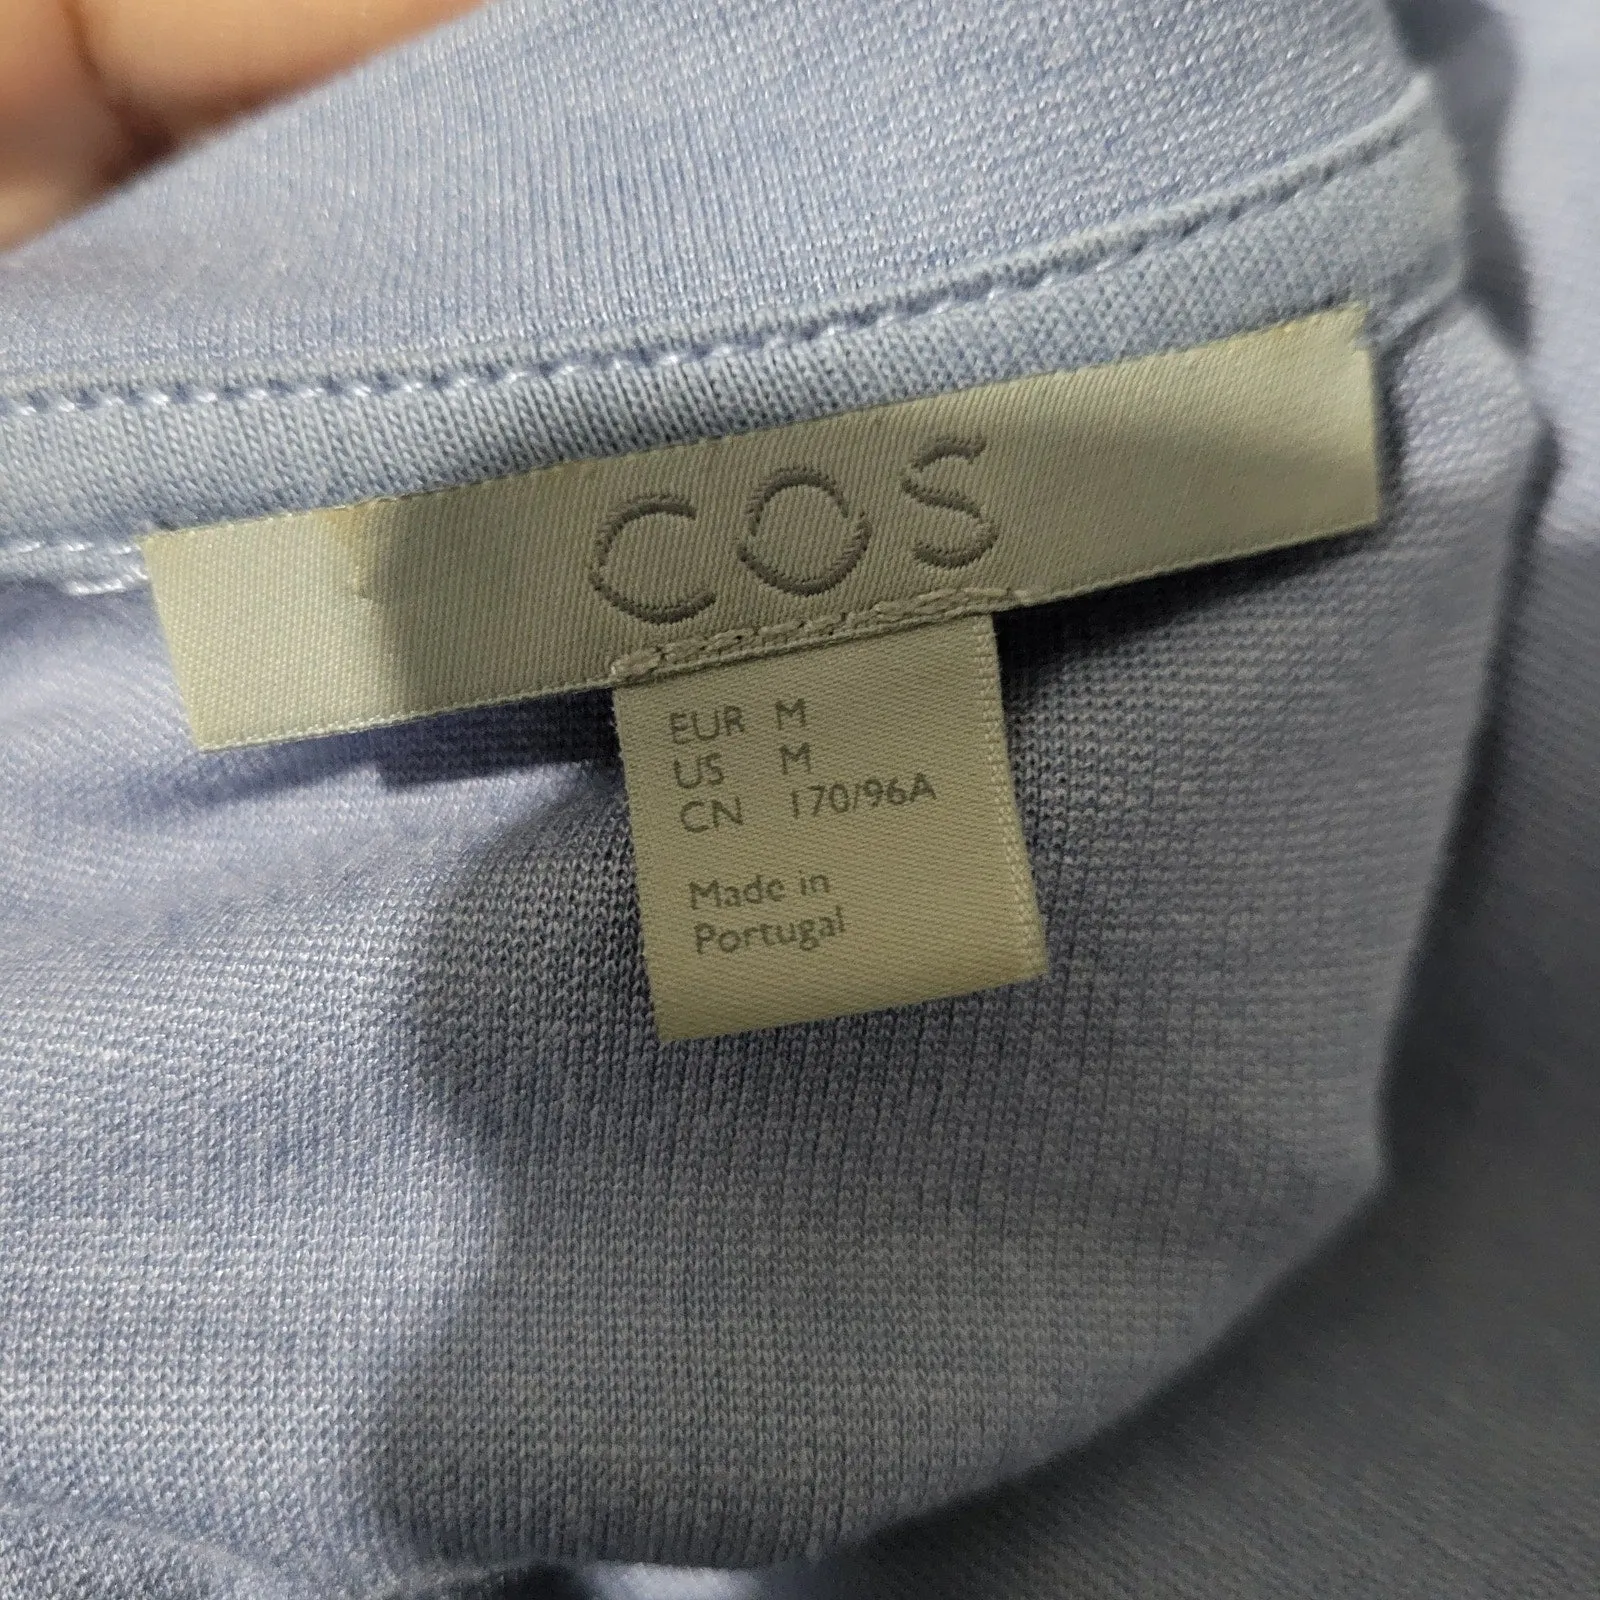 COS
EUR M
US M
CN 170/96A
Made in
Portugal